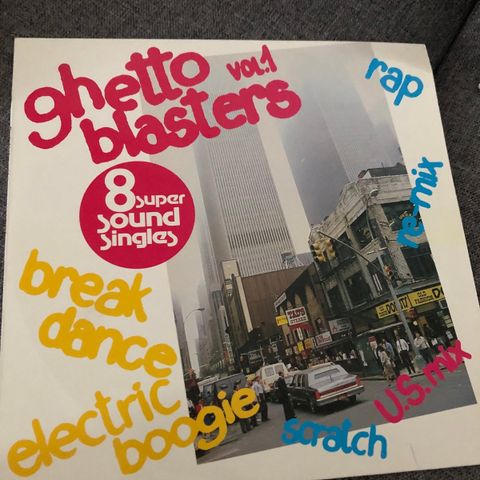 ghetto
blasters vol.1
8 super
sound
singles
rap
re-mix
break
dance
electric
boogie
scratch
U.S. mix